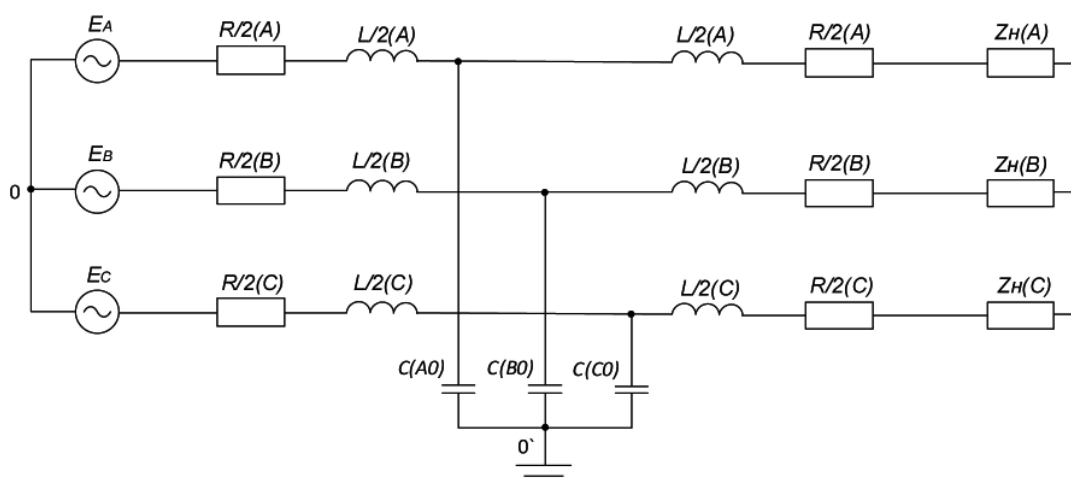 EA R/2(A) L/2(A) L/2(A) R/2(A) ZH(A)
EB R/2(B) L/2(B) L/2(B) R/2(B) ZH(B)
0
EC R/2(C) L/2(C) L/2(C) R/2(C) ZH(C)
C(A0) C(B0) C(C0)
0`